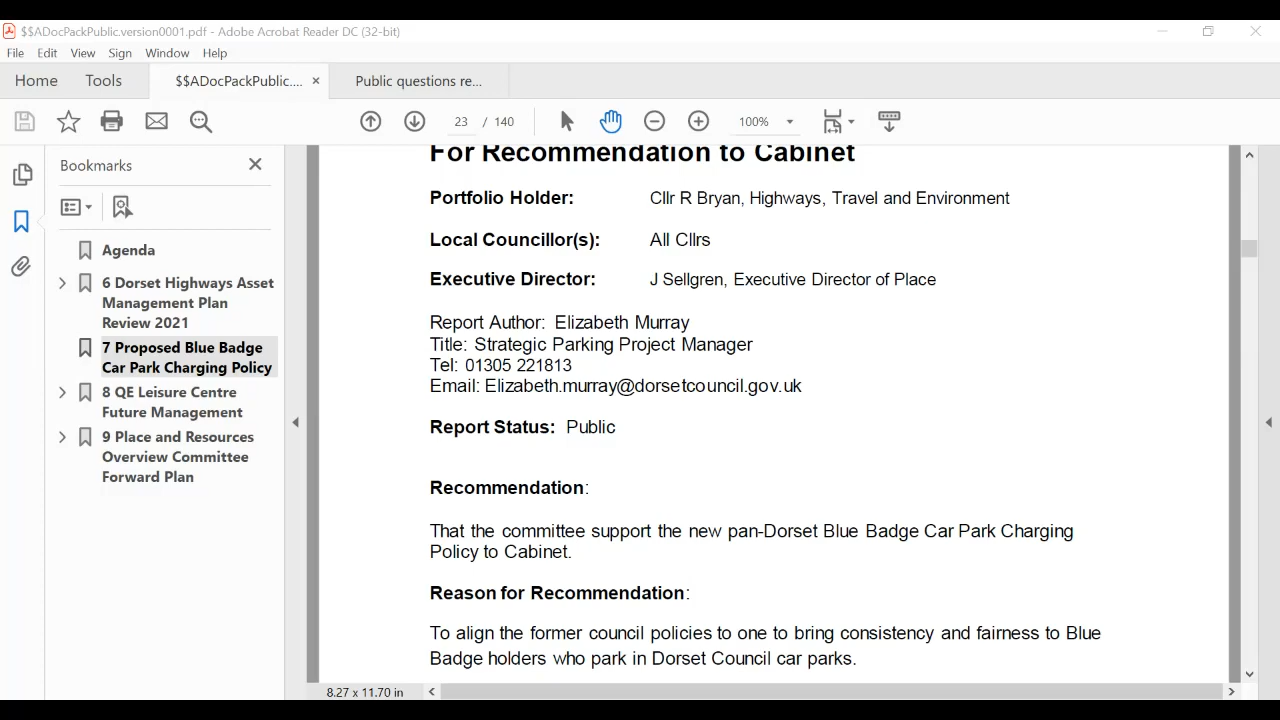 $$ADocPackPublic.version0001.pdf - Adobe Acrobat Reader DC (32-bit)
File Edit View Sign Window Help
Home Tools $$ADocPackPublic.... × Public questions re...
23 / 140 100%
Bookmarks
Agenda
6 Dorset Highways Asset
Management Plan
Review 2021
7 Proposed Blue Badge
Car Park Charging Policy
8 QE Leisure Centre
Future Management
9 Place and Resources
Overview Committee
Forward Plan
For Recommendation to Cabinet
Portfolio Holder: Cllr R Bryan, Highways, Travel and Environment
Local Councillor(s): All Cllrs
Executive Director: J Sellgren, Executive Director of Place
Report Author: Elizabeth Murray
Title: Strategic Parking Project Manager
Tel: 01305 221813
Email: Elizabeth.murray@dorsetcouncil.gov.uk
Report Status: Public
Recommendation:
That the committee support the new pan-Dorset Blue Badge Car Park Charging
Policy to Cabinet.
Reason for Recommendation:
To align the former council policies to one to bring consistency and fairness to Blue
Badge holders who park in Dorset Council car parks.
8.27 x 11.70 in